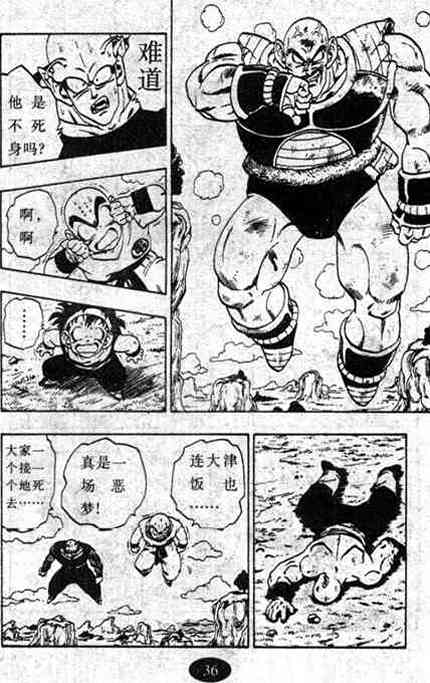 难道
他是
不死
身吗?
啊，
啊
……
连大津
饭也
……
真是一
场恶
梦!
大家一
个接一
个地死
去……
36